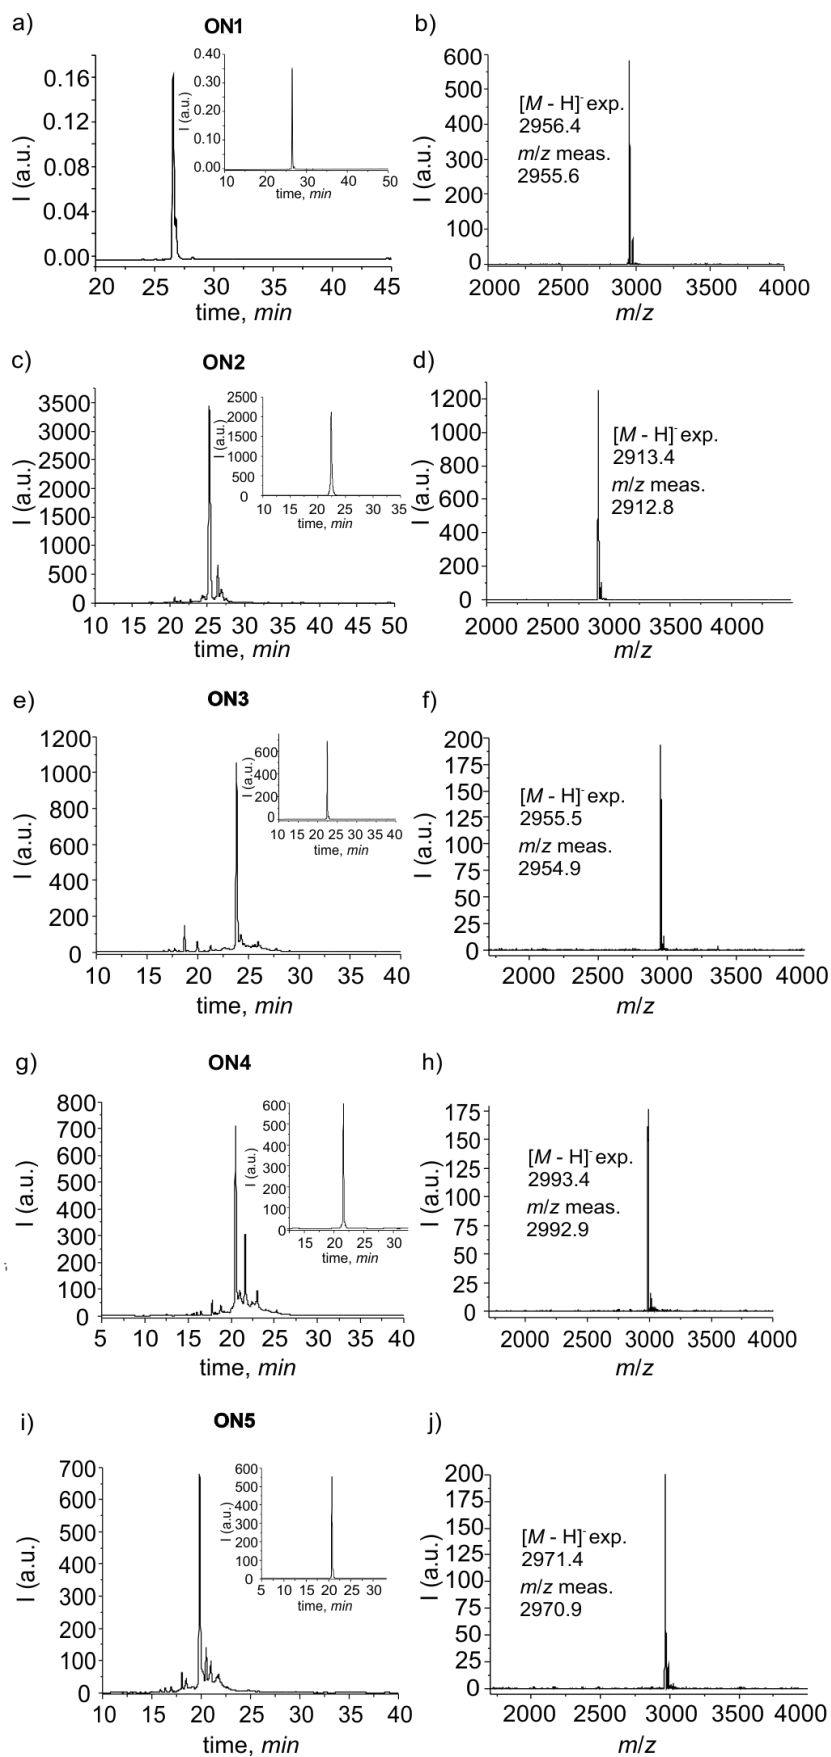 a)
ON1
b)
0.16
0.12
0.08
0.04
0.00
I (a.u.)
20 25 30 35 40 45
time, min
0.40
0.30
0.20
0.10
0.00
I (a.u.)
10 20 30 40 50
time, min
600
500
400
300
200
100
0
I (a.u.)
[M - H]- exp.
2956.4
m/z meas.
2955.6
2000 2500 3000 3500 4000
m/z
c)
ON2
d)
3500
3000
2500
2000
1500
1000
500
0
I (a.u.)
10 15 20 25 30 35 40 45 50
time, min
2500
2000
1500
1000
500
0
I (a.u.)
10 15 20 25 30 35
time, min
1200
1000
800
600
400
200
0
I (a.u.)
[M - H]- exp.
2913.4
m/z meas.
2912.8
2000 2500 3000 3500 4000
m/z
e)
ON3
f)
1200
1000
800
600
400
200
0
I (a.u.)
10 15 20 25 30 35 40
time, min
600
400
200
0
I (a.u.)
10 15 20 25 30 35 40
time, min
200
175
150
125
100
75
50
25
0
I (a.u.)
[M - H]- exp.
2955.5
m/z meas.
2954.9
2000 2500 3000 3500 4000
m/z
g)
ON4
h)
800
700
600
500
400
300
200
100
0
I (a.u.)
5 10 15 20 25 30 35 40
time, min
600
500
400
300
200
100
0
I (a.u.)
15 20 25 30
time, min
175
150
125
100
75
50
25
0
I (a.u.)
[M - H]- exp.
2993.4
m/z meas.
2992.9
2000 2500 3000 3500 4000
m/z
i)
ON5
j)
700
600
500
400
300
200
100
0
I (a.u.)
10 15 20 25 30 35 40
time, min
600
500
400
300
200
100
0
I (a.u.)
5 10 15 20 25 30
time, min
200
175
150
125
100
75
50
25
0
I (a.u.)
[M - H]- exp.
2971.4
m/z meas.
2970.9
2000 2500 3000 3500 4000
m/z